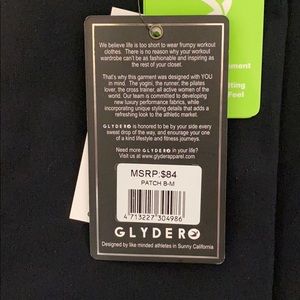 We believe life is too short to wear frumpy workout
clothes. There is no reason why your workout
wardrobe can't be as fashionable and inspiring as
the rest of your closet.
That's why this garment was designed with YOU
in mind. The yogini, the runner, the pilates
lover, the cross trainer, all active women of the
world. Our team is committed to developing
new luxury performance fabrics, while
incorporating unique styling details that adds a
refreshing look to the athletic market.
GLYDER is honored to be by your side every
sweat drop of the way, and encourage your one
of a kind lifestyle and fitness journeys.
Need more GLYDER in your life?
Visit us at www.glyderapparel.com
MSRP:$84
PATCH B-M
4 713227 304986
GLYDER
Designed by like minded athletes in Sunny California
Feel